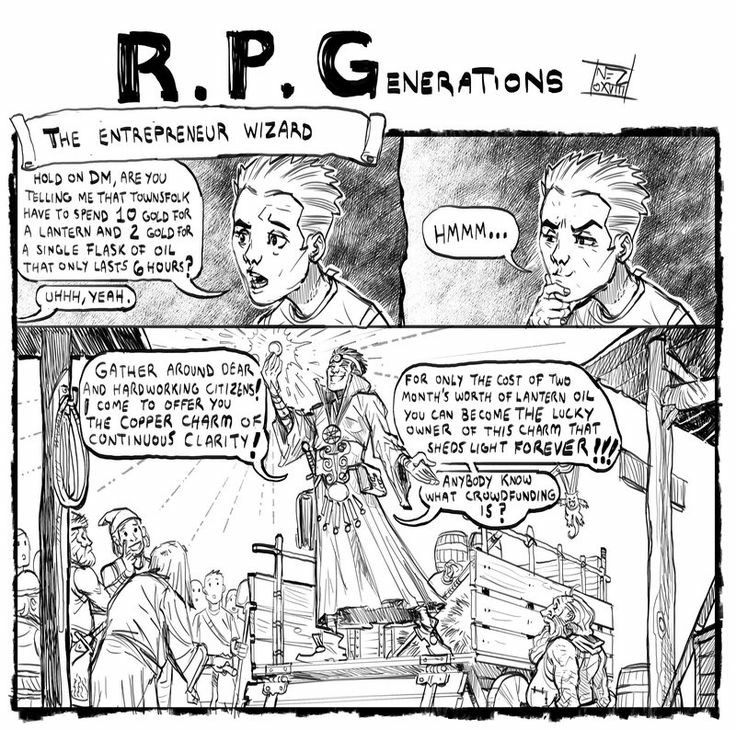 R.P.GENERATIONS
NEZ
OXVIII
THE ENTREPRENEUR WIZARD
HOLD ON DM, ARE YOU
TELLING ME THAT TOWNSFOLK
HAVE TO SPEND 10 GOLD FOR
A LANTERN AND 2 GOLD FOR
A SINGLE FLASK OF OIL
THAT ONLY LASTS 6 HOURS?
UHHH, YEAH.
HMMM...
GATHER AROUND DEAR
AND HARDWORKING CITIZENS!
I COME TO OFFER YOU
THE COPPER CHARM OF
CONTINUOUS CLARITY!
FOR ONLY THE COST OF TWO
MONTH'S WORTH OF LANTERN OIL
YOU CAN BECOME THE LUCKY
OWNER OF THIS CHARM THAT
SHEDS LIGHT FOREVER!!!
ANYBODY KNOW
WHAT CROWDFUNDING
IS?